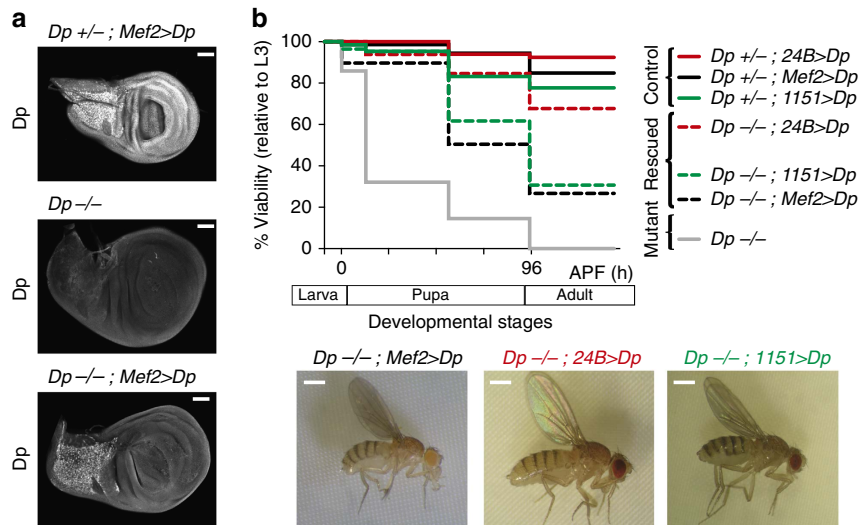 a
Dp +/– ; Mef2>Dp
Dp
Dp –/–
Dp
Dp –/– ; Mef2>Dp
Dp
b
% Viability (relative to L3)
100
80
60
40
20
0
0
96
APF (h)
Larva
Pupa
Adult
Developmental stages
Control
Dp +/– ; 24B>Dp
Dp +/– ; Mef2>Dp
Dp +/– ; 1151>Dp
Rescued
Dp –/– ; 24B>Dp
Dp –/– ; 1151>Dp
Dp –/– ; Mef2>Dp
Mutant
Dp –/–
Dp –/– ; Mef2>Dp
Dp –/– ; 24B>Dp
Dp –/– ; 1151>Dp